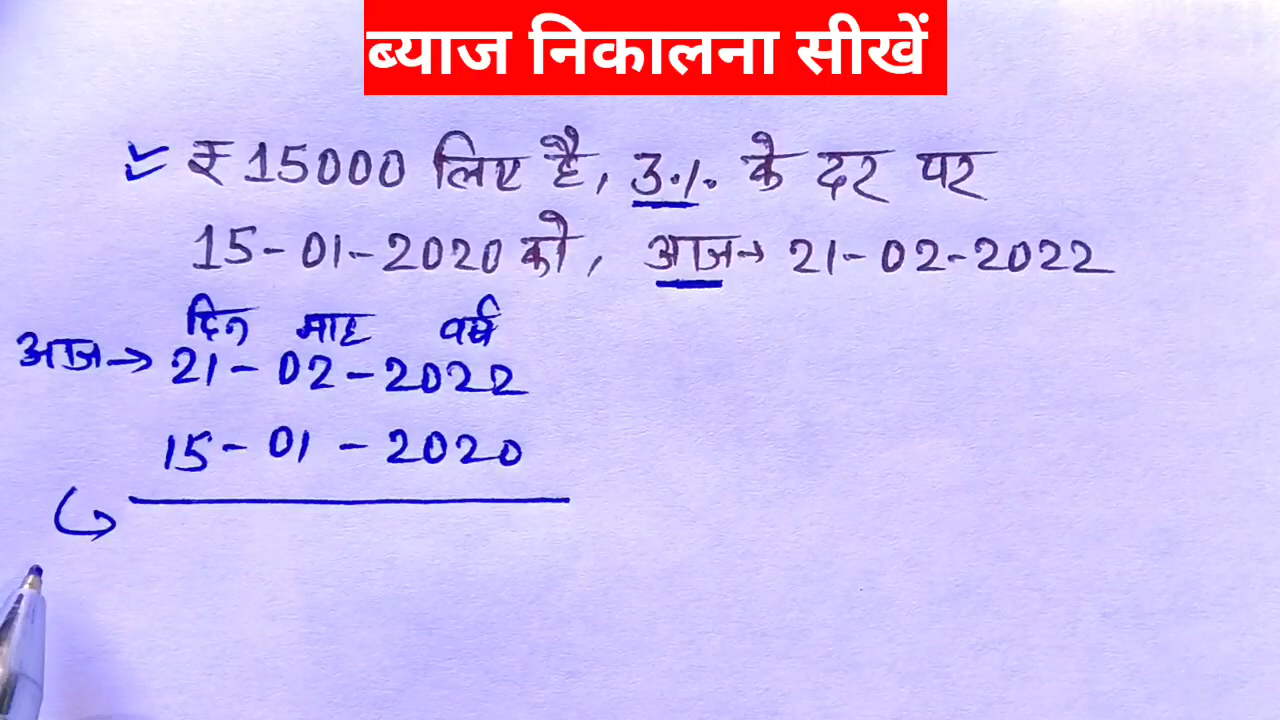 ब्याज निकालना सीखें
₹15000 लिए है, 3% के दर पर
15-01-2020 को, आज→ 21-02-2022
दिन माह वर्ष
आज→ 21-02-2022
15-01-2020